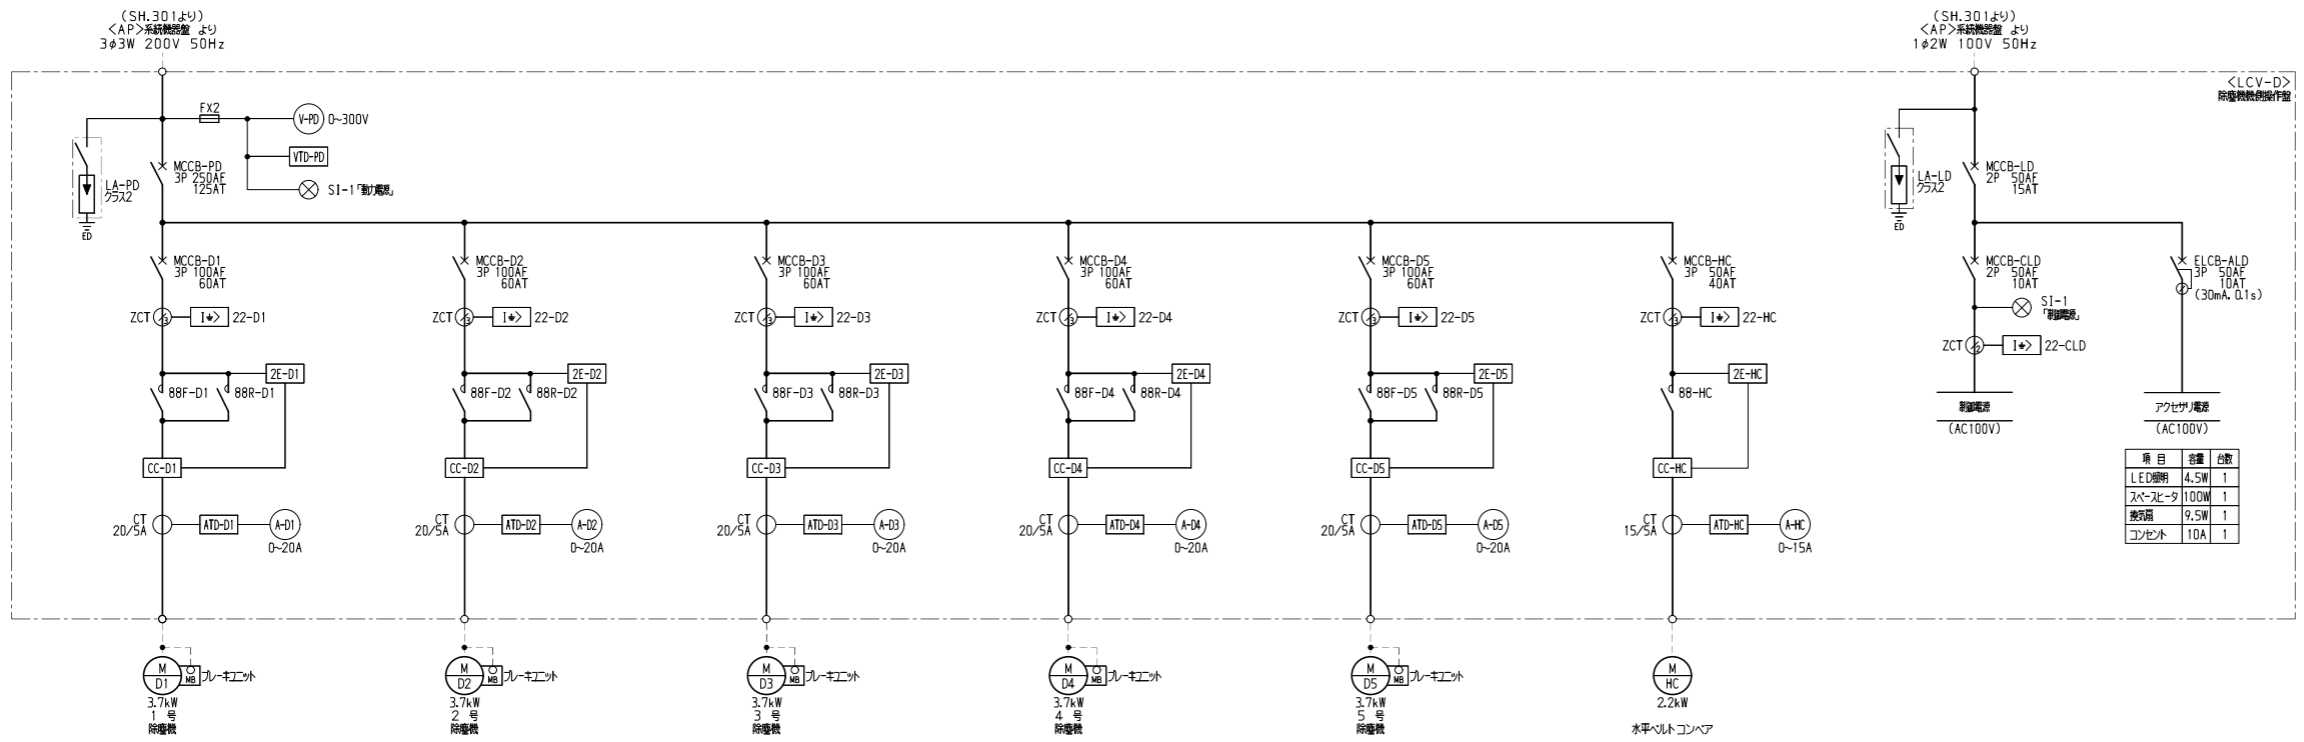 (SH.301より)
<AP>系統機器盤 より
3φ3W 200V 50Hz
(SH.301より)
<AP>系統機器盤 より
1φ2W 100V 50Hz
<LCV-D>
除塵機機側操作盤
FX2
V-PD
0~300V
VTD-PD
SI-1「動力電源」
MCCB-PD
3P 250AF
125AT
LA-PD
クラス2
ED
MCCB-LD
2P 50AF
15AT
LA-LD
クラス2
ED
MCCB-D1
3P 100AF
60AT
MCCB-D2
3P 100AF
60AT
MCCB-D3
3P 100AF
60AT
MCCB-D4
3P 100AF
60AT
MCCB-D5
3P 100AF
60AT
MCCB-HC
3P 50AF
40AT
MCCB-CLD
2P 50AF
10AT
ELCB-ALD
3P 50AF
10AT
(30mA.0.1s)
SI-1
「制御電源」
ZCT
3
I>
22-D1
ZCT
3
I>
22-D2
ZCT
3
I>
22-D3
ZCT
3
I>
22-D4
ZCT
3
I>
22-D5
ZCT
3
I>
22-HC
ZCT
2
I>
22-CLD
2E-D1
88F-D1
88R-D1
2E-D2
88F-D2
88R-D2
2E-D3
88F-D3
88R-D3
2E-D4
88F-D4
88R-D4
2E-D5
88F-D5
88R-D5
2E-HC
88-HC
制御電源
(AC100V)
アクセサリ電源
(AC100V)
CC-D1
CC-D2
CC-D3
CC-D4
CC-D5
CC-HC
項 目 容量 台数
LED照明 4.5W 1
スペースヒータ 100W 1
換気扇 9.5W 1
コンセント 10A 1
CT
20/5A
ATD-D1
A-D1
0~20A
CT
20/5A
ATD-D2
A-D2
0~20A
CT
20/5A
ATD-D3
A-D3
0~20A
CT
20/5A
ATD-D4
A-D4
0~20A
CT
20/5A
ATD-D5
A-D5
0~20A
CT
15/5A
ATD-HC
A-HC
0~15A
M
D1
MB
ブレーキユニット
3.7kW
1 号
除塵機
M
D2
MB
ブレーキユニット
3.7kW
2 号
除塵機
M
D3
MB
ブレーキユニット
3.7kW
3 号
除塵機
M
D4
MB
ブレーキユニット
3.7kW
4 号
除塵機
M
D5
MB
ブレーキユニット
3.7kW
5 号
除塵機
M
HC
2.2kW
水平ベルトコンベア